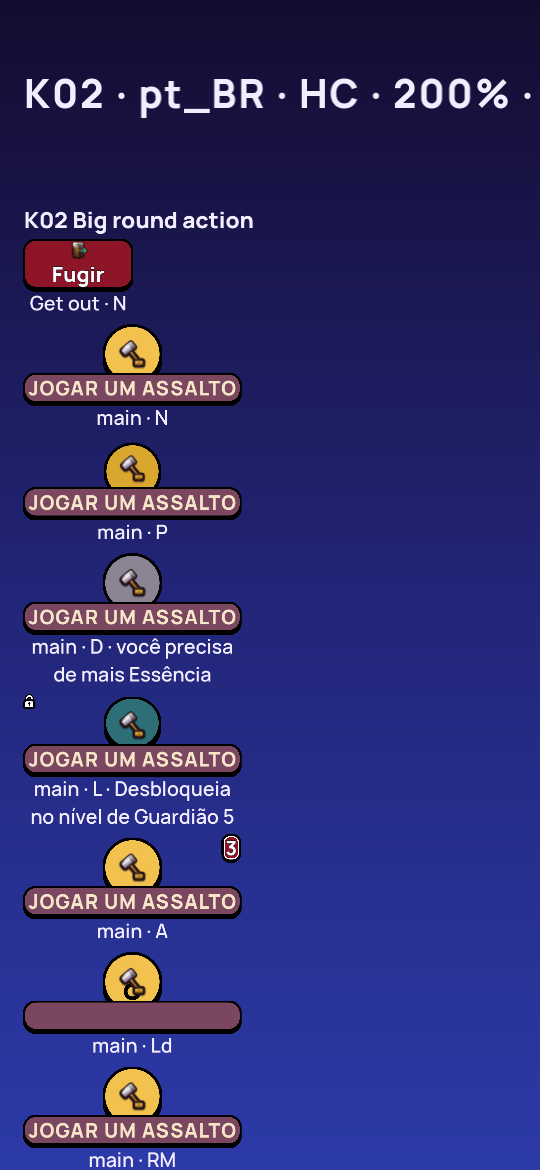 K02 · pt_BR · HC · 200% ·
K02 Big round action
Fugir
Get out · N
JOGAR UM ASSALTO
main · N
JOGAR UM ASSALTO
main · P
JOGAR UM ASSALTO
main · D · você precisa
de mais Essência
JOGAR UM ASSALTO
main · L · Desbloqueia
no nível de Guardião 5
3
JOGAR UM ASSALTO
main · A
main · Ld
JOGAR UM ASSALTO
main · RM